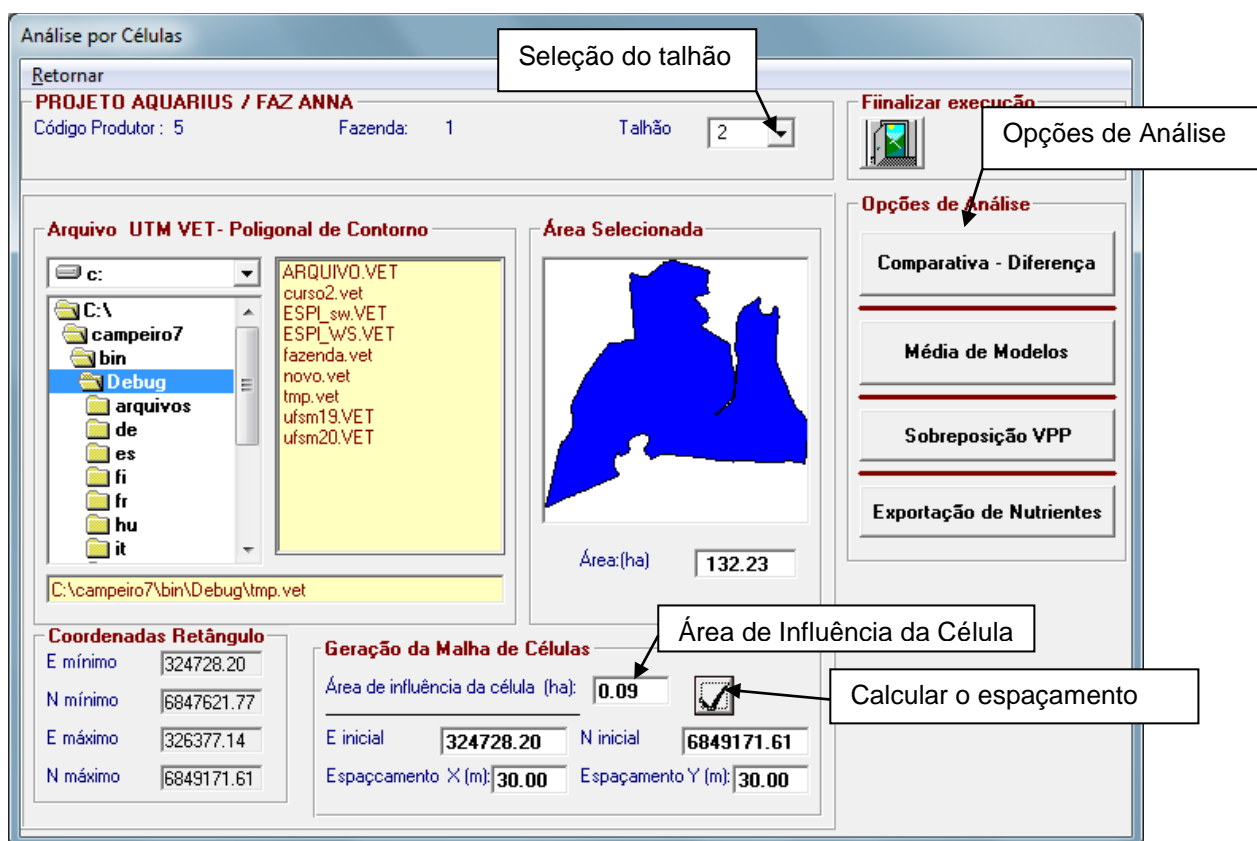 Análise por Células
Seleção do talhão
Retornar
PROJETO AQUARIUS / FAZ ANNA
Código Produtor : 5 Fazenda: 1 Talhão 2
Fiinalizar execução
Opções de Análise
Opções de Análise
Comparativa - Diferença
Média de Modelos
Sobreposição VPP
Exportação de Nutrientes
Arquivo UTM VET- Poligonal de Contorno
c:
C:\
campeiro7
bin
Debug
arquivos
de
es
fi
fr
hu
it
ARQUIVO.VET
curso2.vet
ESPI_sw.VET
ESPI_WS.VET
fazenda.vet
novo.vet
tmp.vet
ufsm19.VET
ufsm20.VET
C:\campeiro7\bin\Debug\tmp.vet
Área Selecionada
Área:(ha) 132.23
Coordenadas Retângulo
E mínimo 324728.20
N mínimo 6847621.77
E máximo 326377.14
N máximo 6849171.61
Geração da Malha de Células
Área de Influência da Célula
Área de influência da célula (ha): 0.09
Calcular o espaçamento
E inicial 324728.20 N inicial 6849171.61
Espaçcamento X (m): 30.00 Espaçamento Y (m): 30.00